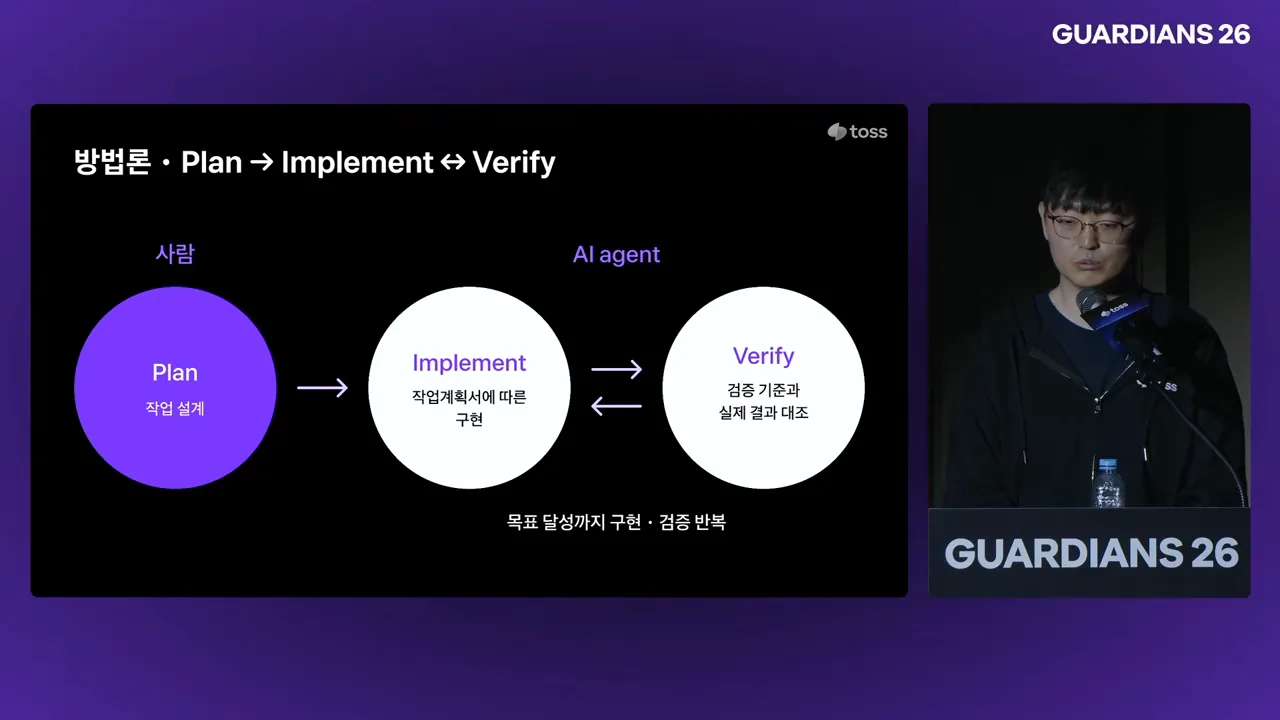 GUARDIANS 26
toss
방법론 · Plan → Implement ↔ Verify
사람
AI agent
Plan
작업 설계
Implement
작업계획서에 따른
구현
Verify
검증 기준과
실제 결과 대조
목표 달성까지 구현 · 검증 반복
toss
GUARDIANS 26